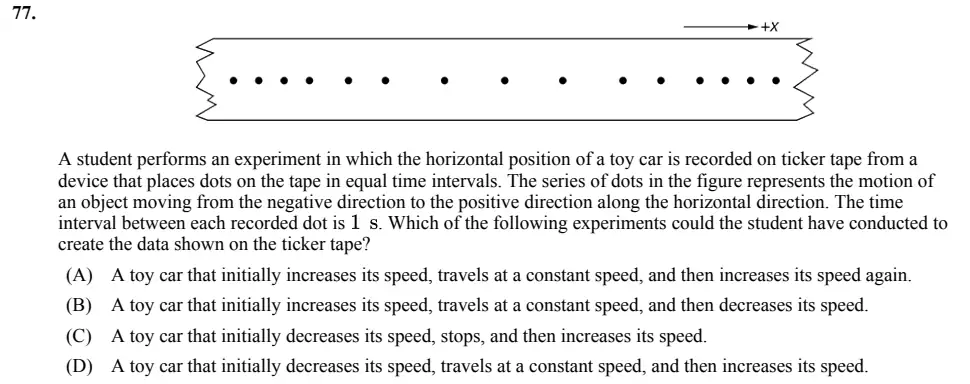 77.
+X
A student performs an experiment in which the horizontal position of a toy car is recorded on ticker tape from a
device that places dots on the tape in equal time intervals. The series of dots in the figure represents the motion of
an object moving from the negative direction to the positive direction along the horizontal direction. The time
interval between each recorded dot is 1 s. Which of the following experiments could the student have conducted to
create the data shown on the ticker tape?
(A) A toy car that initially increases its speed, travels at a constant speed, and then increases its speed again.
(B) A toy car that initially increases its speed, travels at a constant speed, and then decreases its speed.
(C) A toy car that initially decreases its speed, stops, and then increases its speed.
(D) A toy car that initially decreases its speed, travels at a constant speed, and then increases its speed.